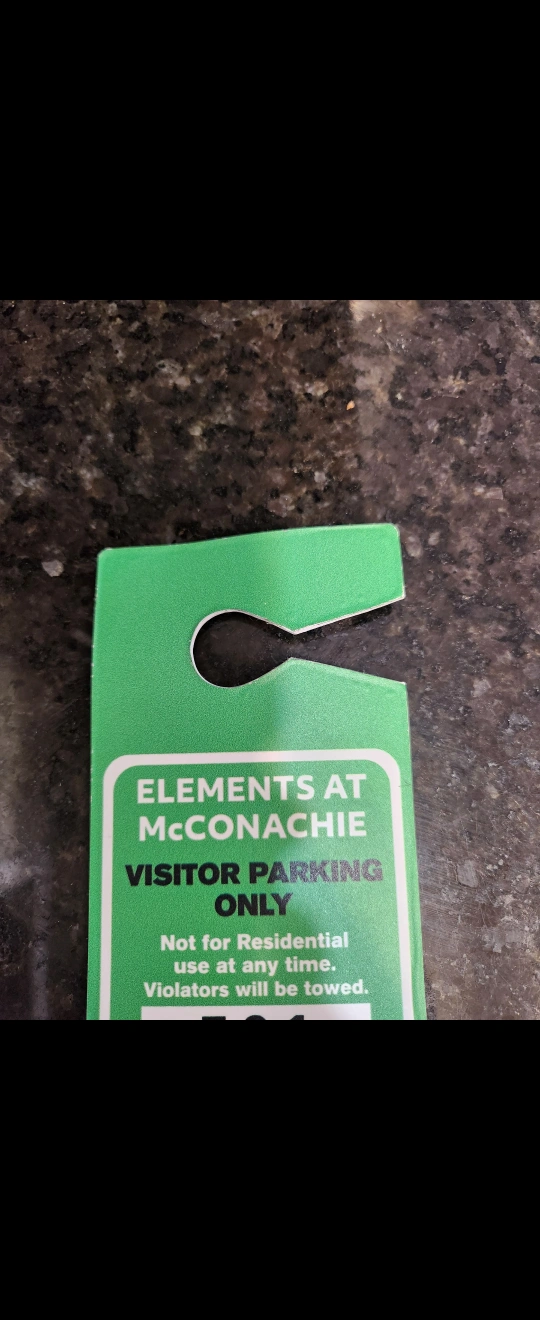 ELEMENTS AT
McCONACHIE
VISITOR PARKING
ONLY
Not for Residential
use at any time.
Violators will be towed.